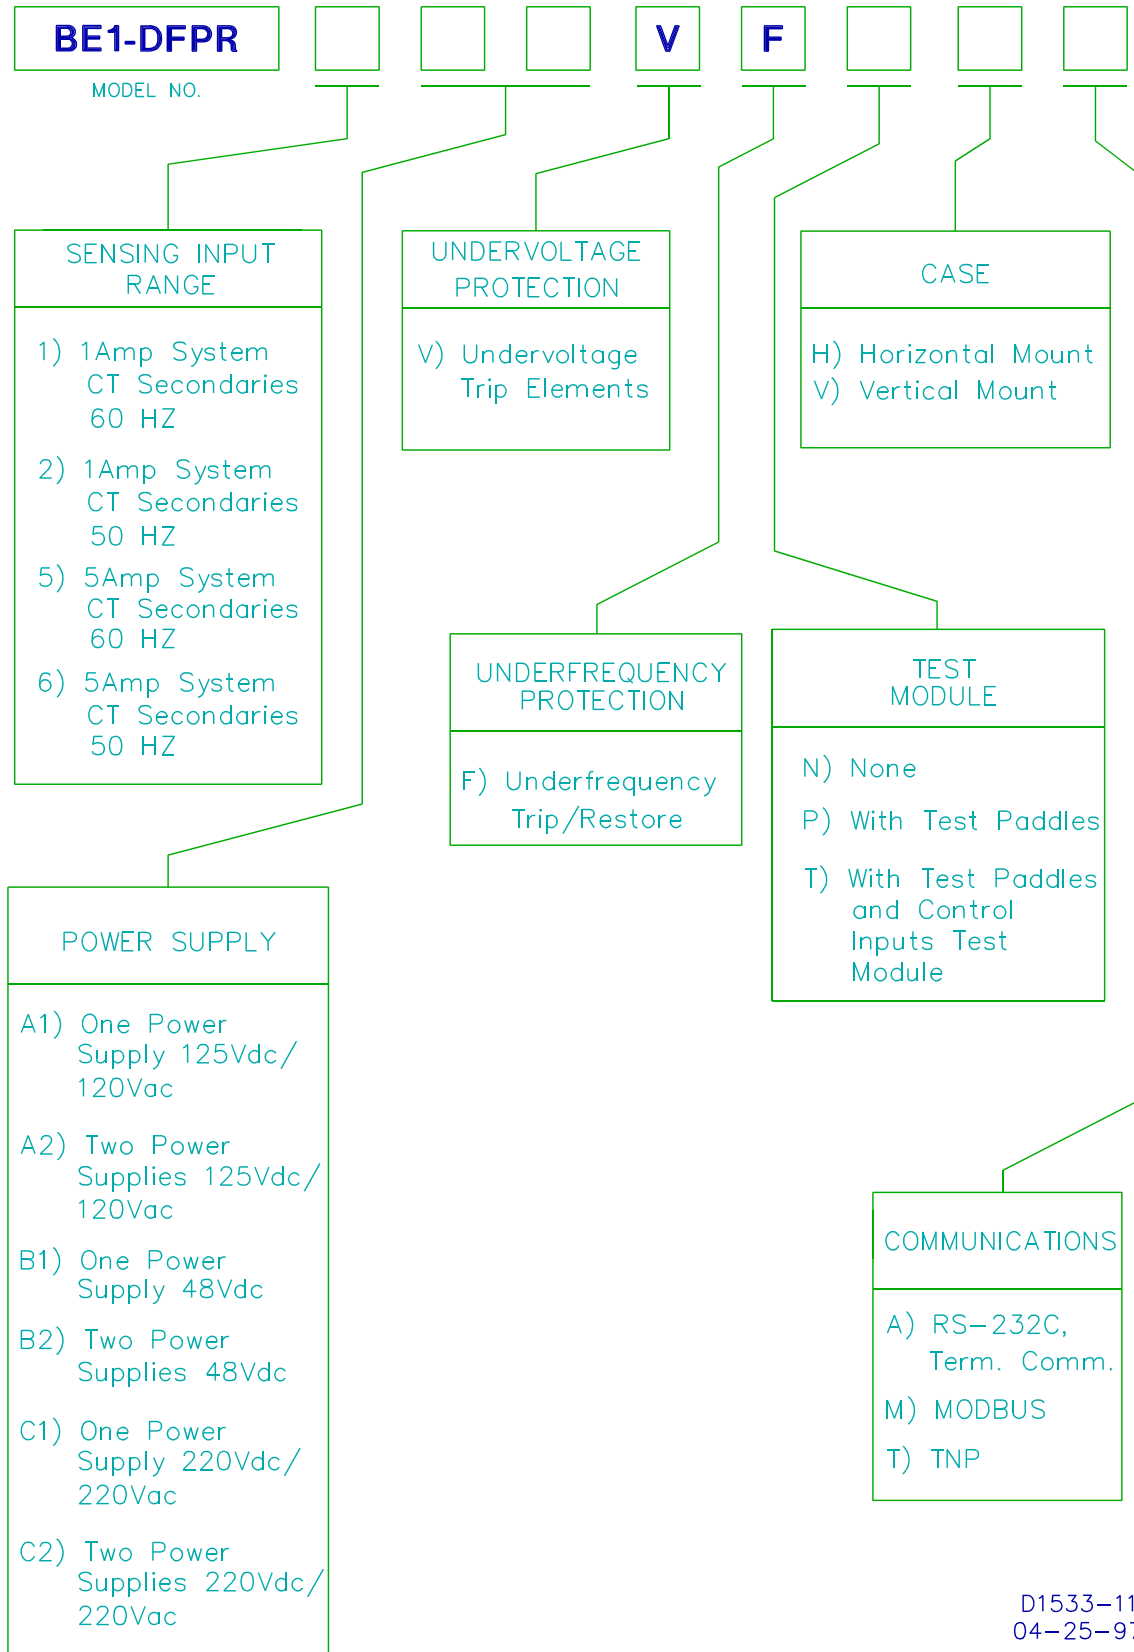 BE1-DFPR V F
MODEL NO.
SENSING INPUT
RANGE
1) 1Amp System
CT Secondaries
60 HZ
2) 1Amp System
CT Secondaries
50 HZ
5) 5Amp System
CT Secondaries
60 HZ
6) 5Amp System
CT Secondaries
50 HZ
UNDERVOLTAGE
PROTECTION
V) Undervoltage
Trip Elements
CASE
H) Horizontal Mount
V) Vertical Mount
UNDERFREQUENCY
PROTECTION
F) Underfrequency
Trip/Restore
TEST
MODULE
N) None
P) With Test Paddles
T) With Test Paddles
and Control
Inputs Test
Module
POWER SUPPLY
A1) One Power
Supply 125Vdc/
120Vac
A2) Two Power
Supplies 125Vdc/
120Vac
B1) One Power
Supply 48Vdc
B2) Two Power
Supplies 48Vdc
C1) One Power
Supply 220Vdc/
220Vac
C2) Two Power
Supplies 220Vdc/
220Vac
COMMUNICATIONS
A) RS-232C,
Term. Comm.
M) MODBUS
T) TNP
D1533-11
04-25-97